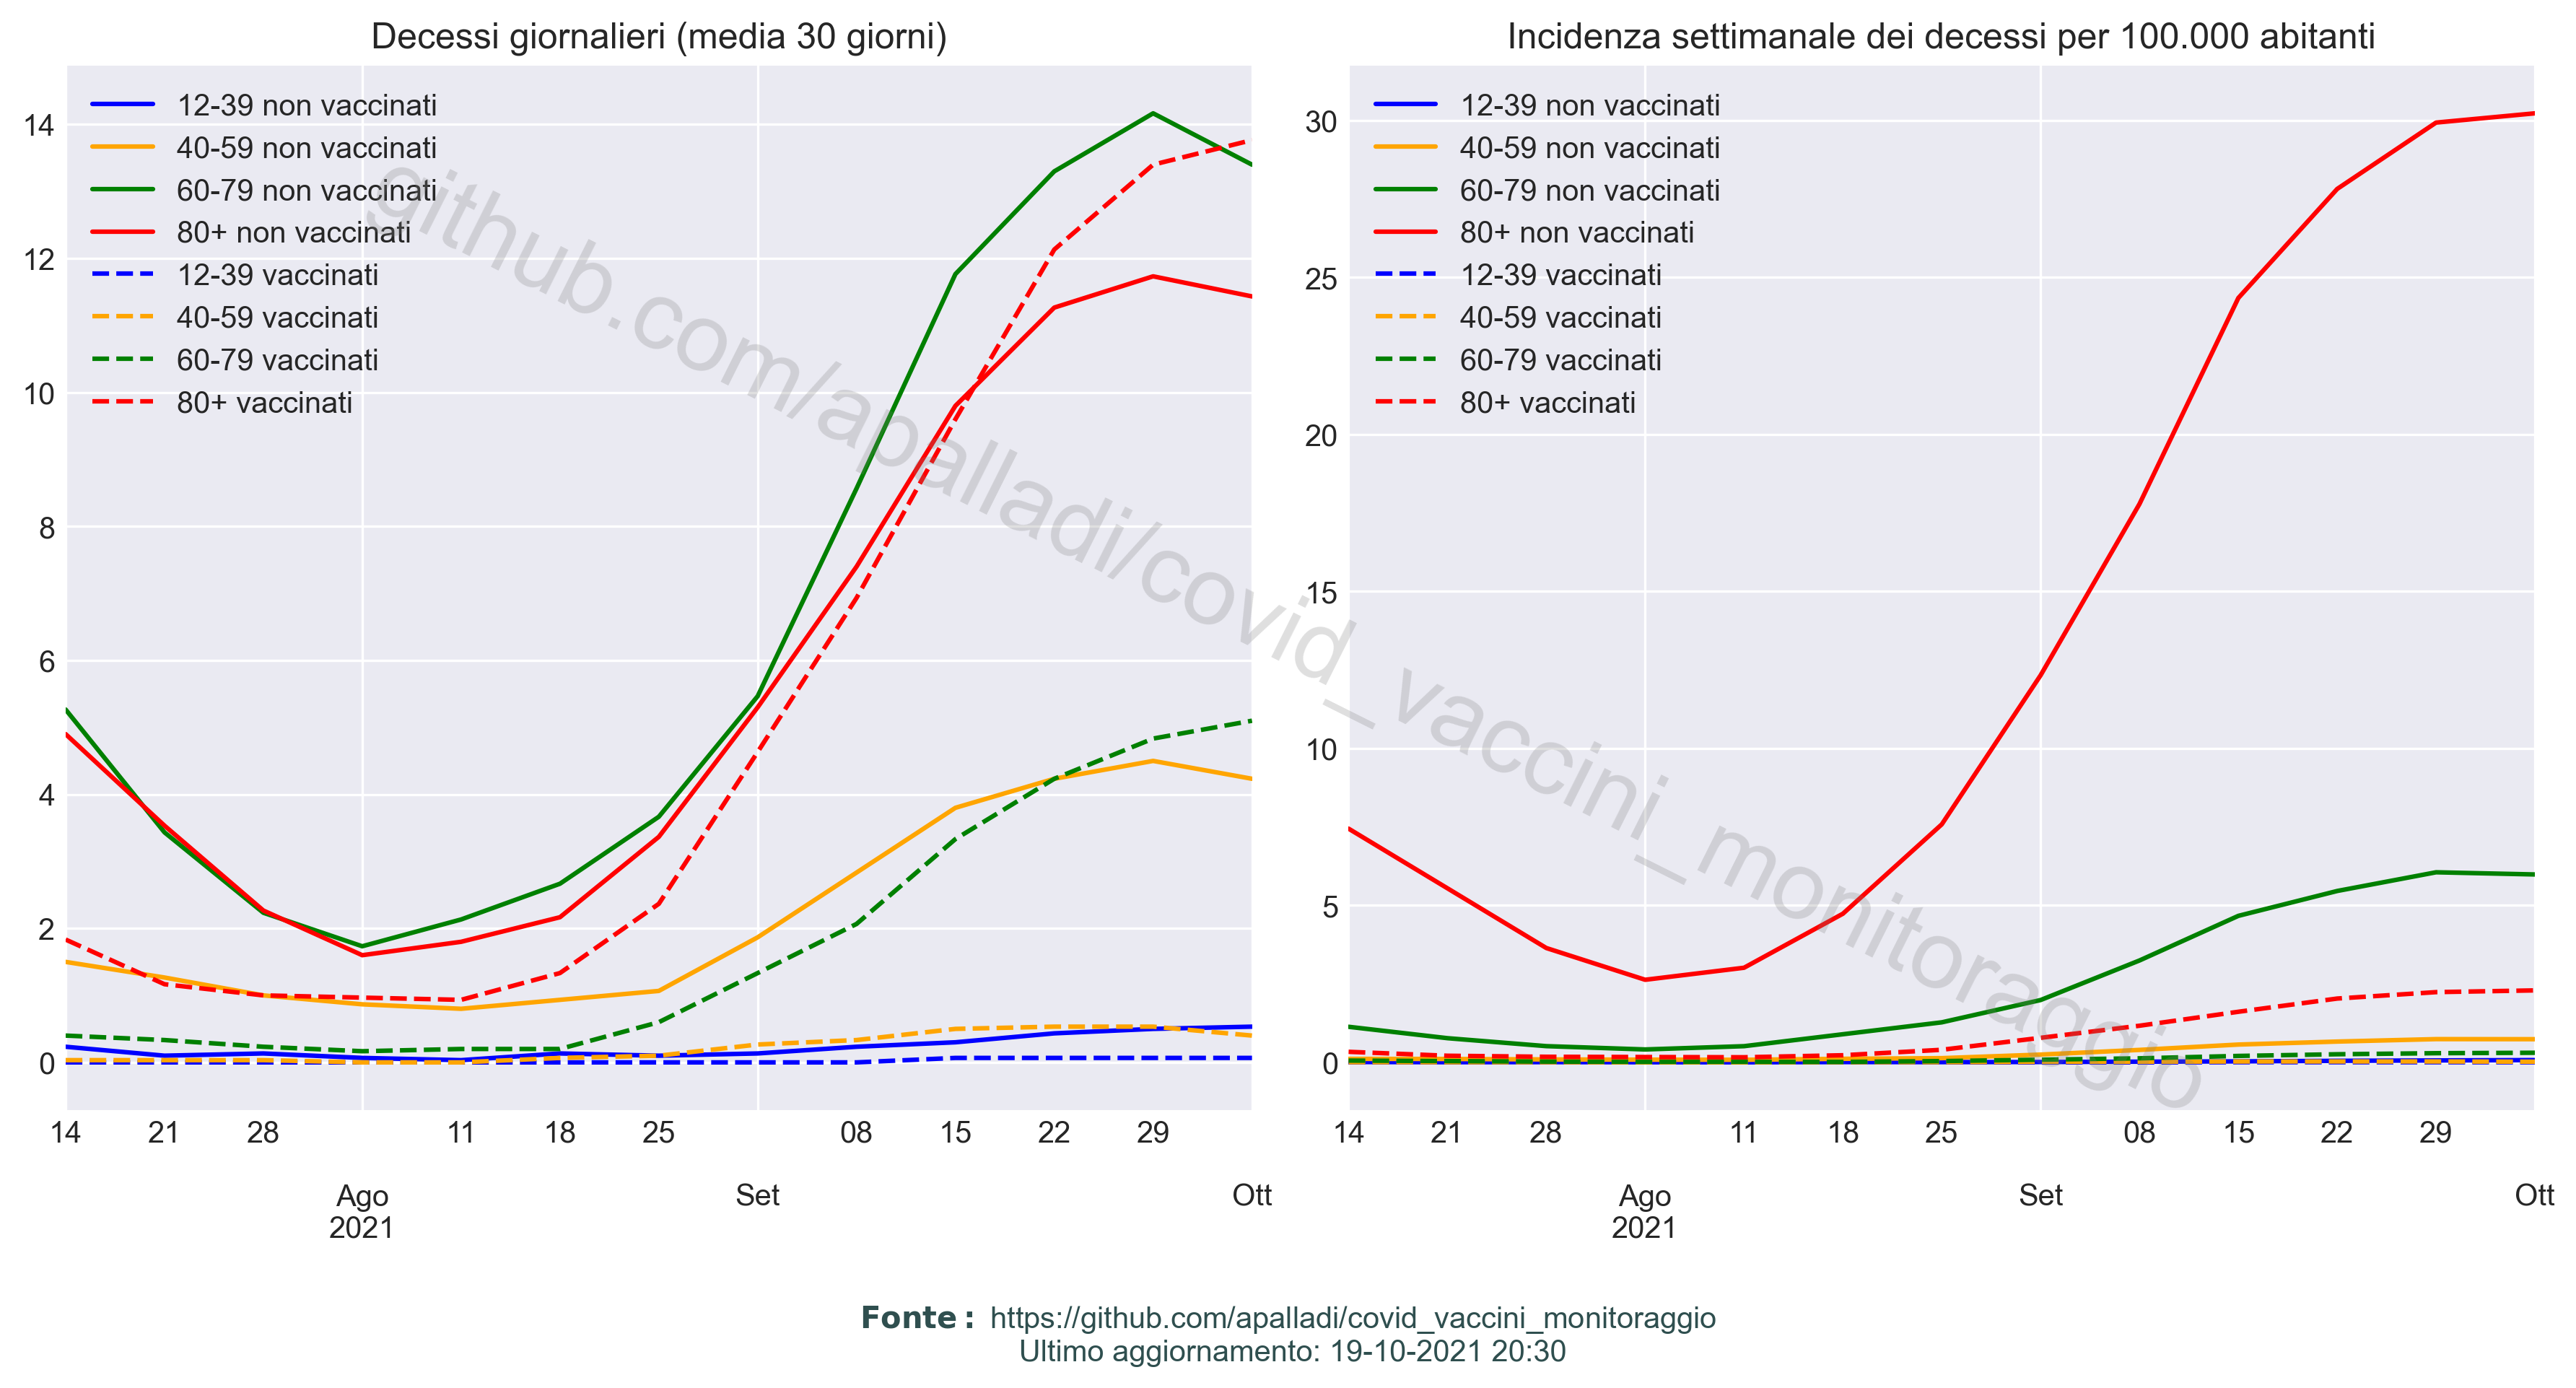 Decessi giornalieri (media 30 giorni)
14
12
10
8
6
4
2
0
12-39 non vaccinati
40-59 non vaccinati
60-79 non vaccinati
80+ non vaccinati
12-39 vaccinati
40-59 vaccinati
60-79 vaccinati
80+ vaccinati
14 21 28 11 18 25 08 15 22 29
Ago Set Ott
2021
Incidenza settimanale dei decessi per 100.000 abitanti
30
25
20
15
10
5
0
12-39 non vaccinati
40-59 non vaccinati
60-79 non vaccinati
80+ non vaccinati
12-39 vaccinati
40-59 vaccinati
60-79 vaccinati
80+ vaccinati
14 21 28 11 18 25 08 15 22 29
Ago Set Ott
2021
github.com/apalladi/covid_vaccini_monitoraggio
Fonte: https://github.com/apalladi/covid_vaccini_monitoraggio
Ultimo aggiornamento: 19-10-2021 20:30